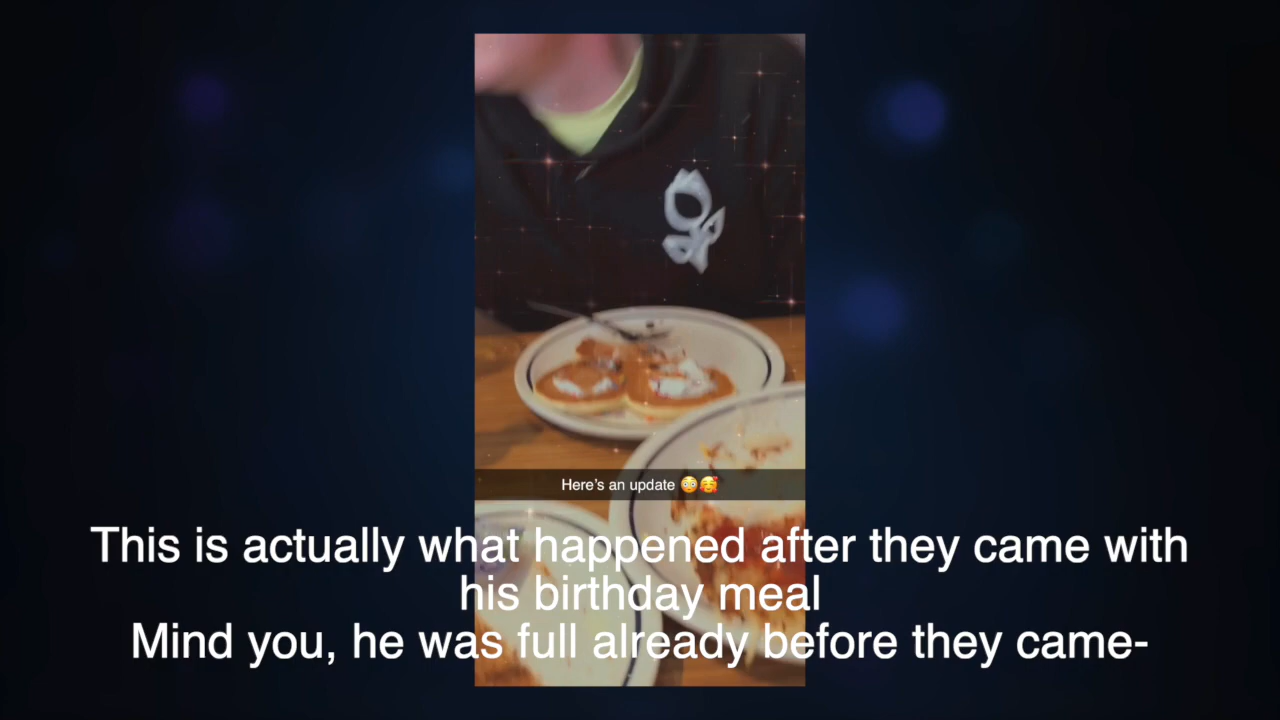 Here's an update 😳🥰
This is actually what happened after they came with
his birthday meal
Mind you, he was full already before they came-